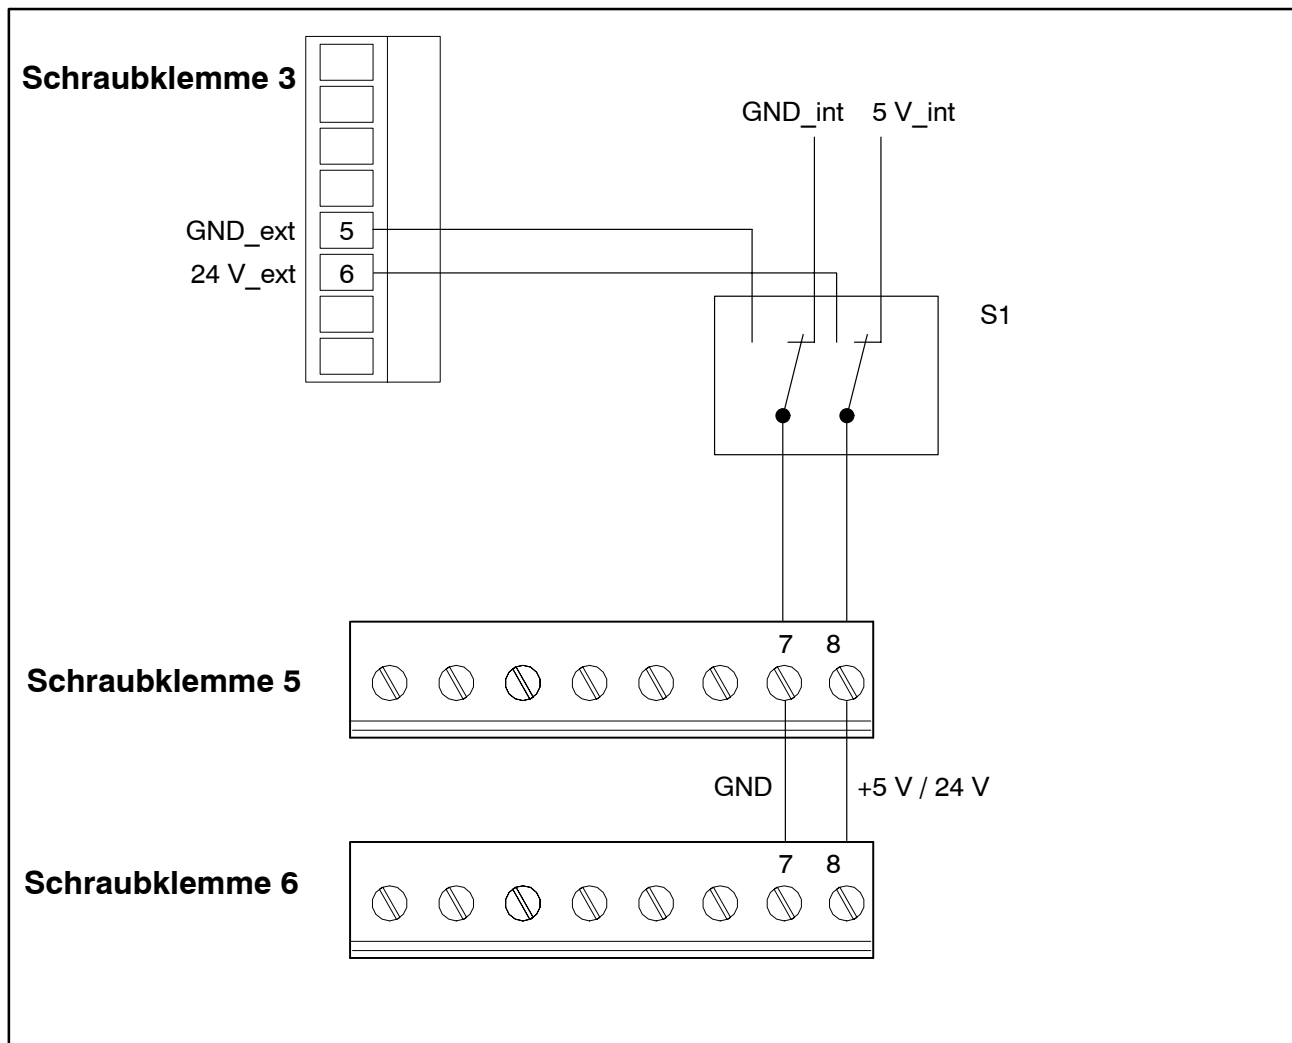 Schraubklemme 3
GND_int 5 V_int
GND_ext 5
24 V_ext 6
S1
7 8
Schraubklemme 5
GND +5 V / 24 V
7 8
Schraubklemme 6